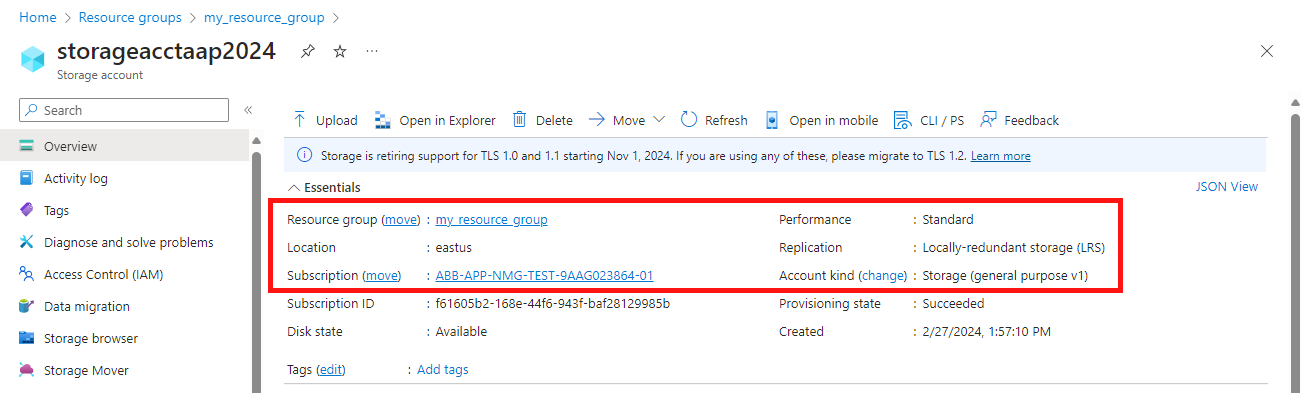 Home > Resource groups > my_resource_group >
storageacctaap2024
Storage account
Search
Upload Open in Explorer Delete Move Refresh Open in mobile CLI / PS Feedback
Overview
Activity log
Tags
Diagnose and solve problems
Access Control (IAM)
Data migration
Storage browser
Storage Mover
Storage is retiring support for TLS 1.0 and 1.1 starting Nov 1, 2024. If you are using any of these, please migrate to TLS 1.2. Learn more
Essentials
JSON View
Resource group (move) : my_resource_group
Location : eastus
Subscription (move) : ABB-APP-NMG-TEST-9AAG023864-01
Subscription ID : f61605b2-168e-44f6-943f-baf28129985b
Disk state : Available
Performance : Standard
Replication : Locally-redundant storage (LRS)
Account kind (change) : Storage (general purpose v1)
Provisioning state : Succeeded
Created : 2/27/2024, 1:57:10 PM
Tags (edit) : Add tags